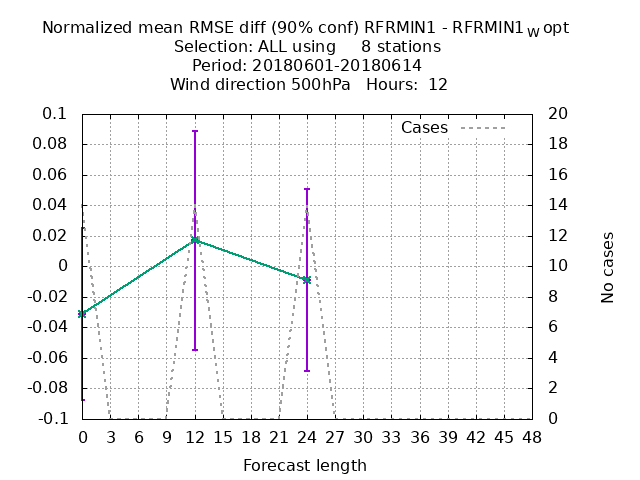 Normalized mean RMSE diff (90% conf) RFRMIN1 - RFRMIN1W opt
Selection: ALL using 8 stations
Period: 20180601-20180614
Wind direction 500hPa Hours: 12
Cases
0.1
0.08
0.06
0.04
0.02
0
-0.02
-0.04
-0.06
-0.08
-0.1
20
18
16
14
12
10
8
6
4
2
0
No cases
0 3 6 9 12 15 18 21 24 27 30 33 36 39 42 45 48
Forecast length